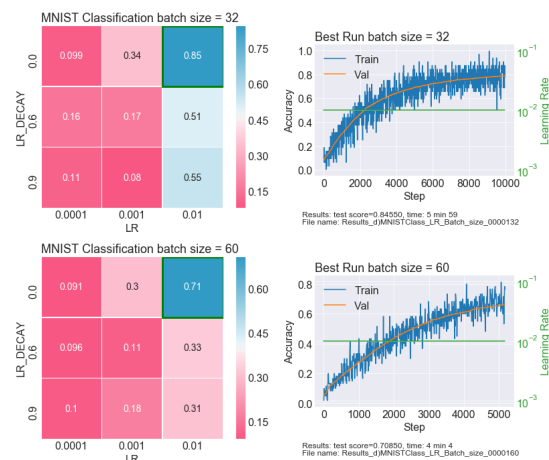 MNIST Classification batch size = 32
0.0
0.6
0.9
LR_DECAY
0.099 0.34 0.85
0.16 0.17 0.51
0.11 0.08 0.55
0.0001 0.001 0.01
LR
0.75
0.60
0.45
0.30
0.15
Best Run batch size = 32
1.0
0.8
0.6
0.4
0.2
0.0
Accuracy
Train
Val
10⁻¹
10⁻²
10⁻³
Learning Rate
0 2000 4000 6000 8000 10000
Step
Results: test score=0.84550, time: 5 min 59
File name: Results_d)MNISTClass_LR_Batch_size_0000132
MNIST Classification batch size = 60
0.0
0.6
0.9
LR_DECAY
0.091 0.3 0.71
0.096 0.11 0.33
0.1 0.18 0.31
0.0001 0.001 0.01
LR
0.60
0.45
0.30
0.15
Best Run batch size = 60
0.8
0.6
0.4
0.2
0.0
Accuracy
Train
Val
10⁻¹
10⁻²
10⁻³
Learning Rate
0 1000 2000 3000 4000 5000
Step
Results: test score=0.70850, time: 4 min 4
File name: Results_d)MNISTClass_LR_Batch_size_0000160